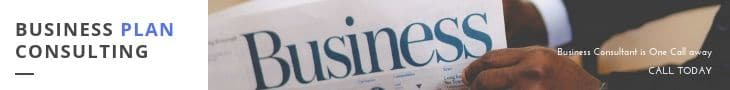 BUSINESS PLAN
CONSULTING
Business
Business Consultant is One Call away
CALL TODAY